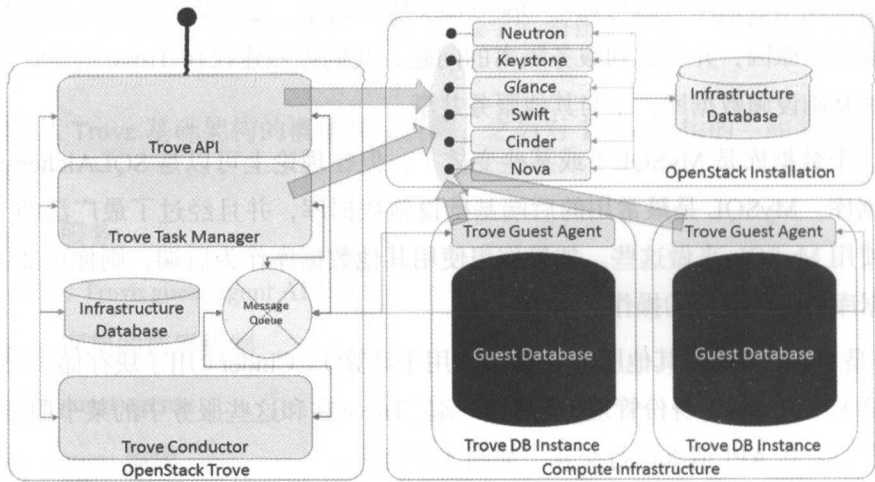 Trove API
Trove Task Manager
Infrastructure
Database
Message
Queue
Trove Conductor
OpenStack Trove
Neutron
Keystone
Glance
Swift
Cinder
Nova
Infrastructure
Database
OpenStack Installation
Trove Guest Agent
Guest Database
Trove DB Instance
Trove Guest Agent
Guest Database
Trove DB Instance
Compute Infrastructure